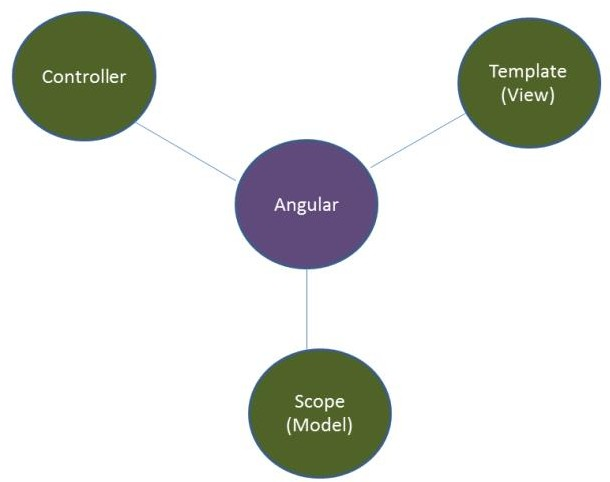 Controller
Template
(View)
Angular
Scope
(Model)